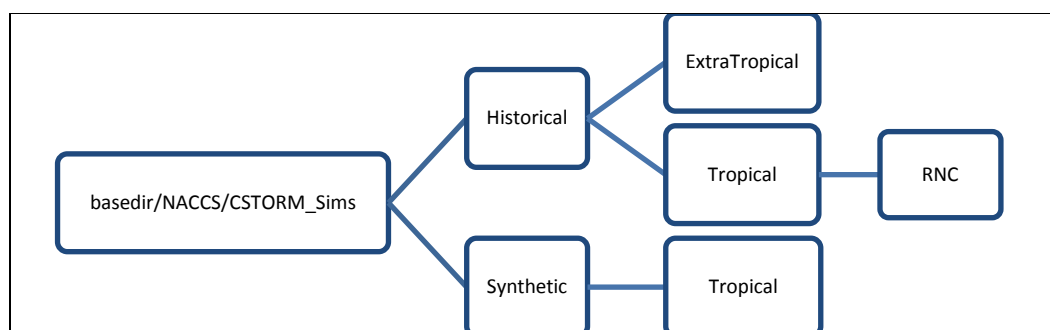 ExtraTropical
Historical
Tropical
RNC
basedir/NACCS/CSTORM_Sims
Synthetic
Tropical